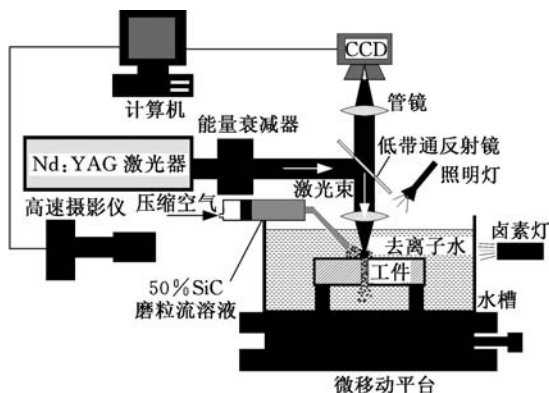 CCD
计算机
管镜
能量衰减器
低带通反射镜
Nd:YAG 激光器
照明灯
激光束
高速摄影仪
压缩空气
卤素灯
去离子水
工件
50%SiC
磨粒流溶液
水槽
微移动平台